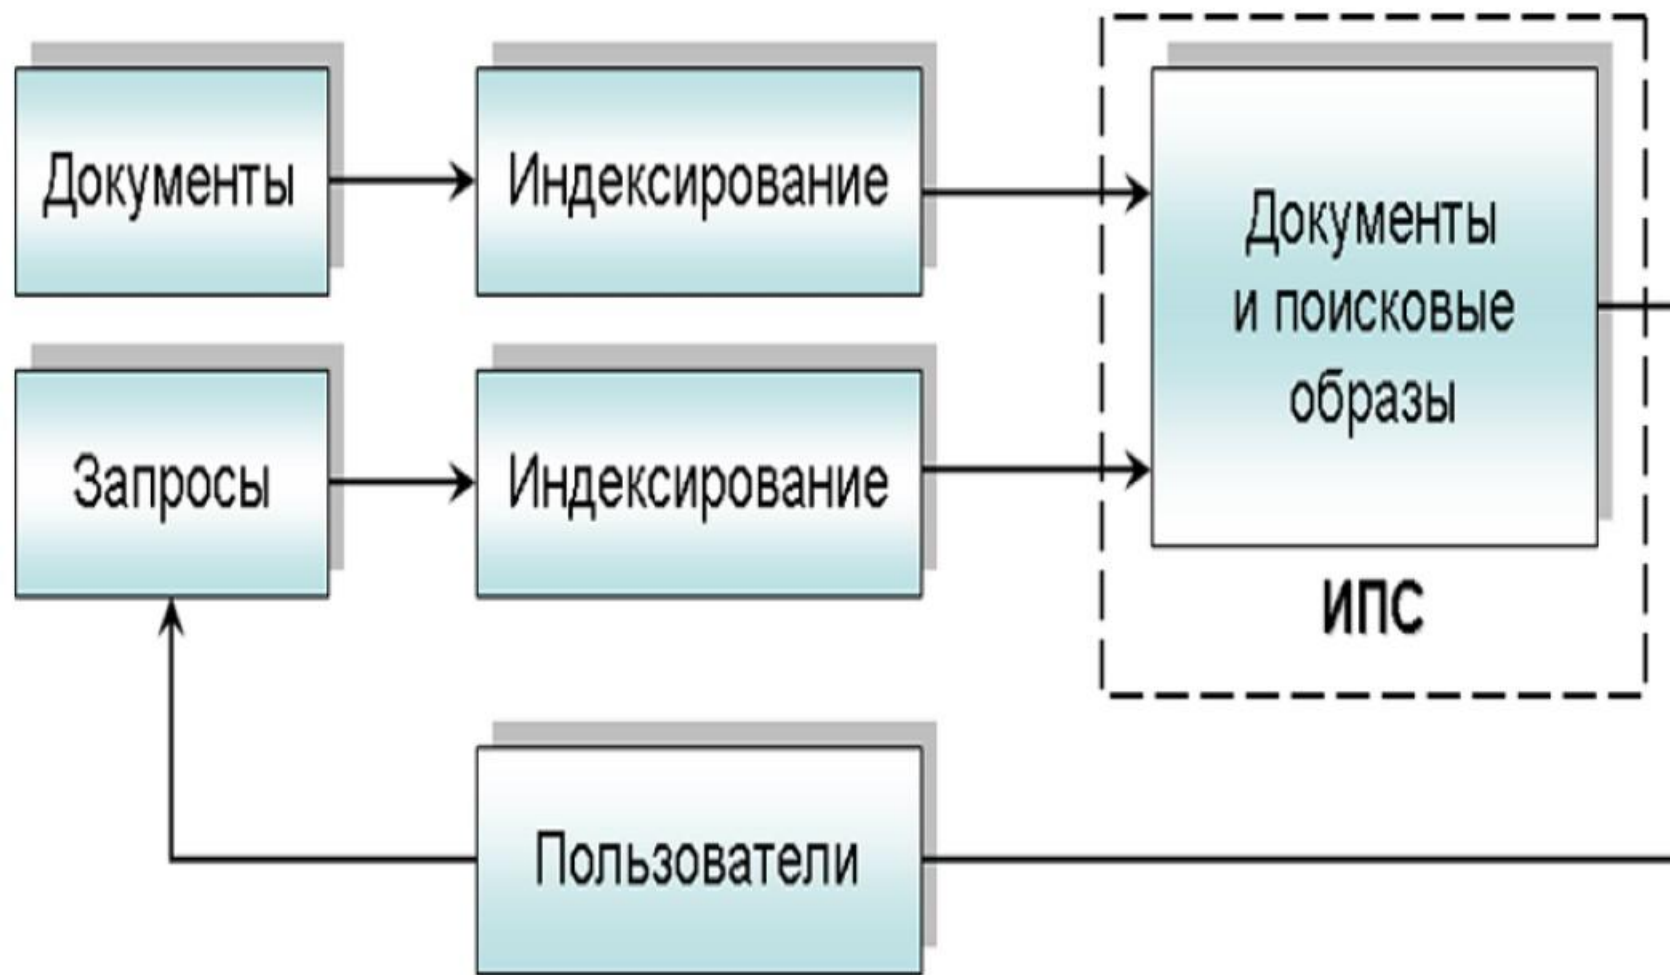 Документы
Индексирование
Документы
и поисковые
образы
Запросы
Индексирование
ИПС
Пользователи